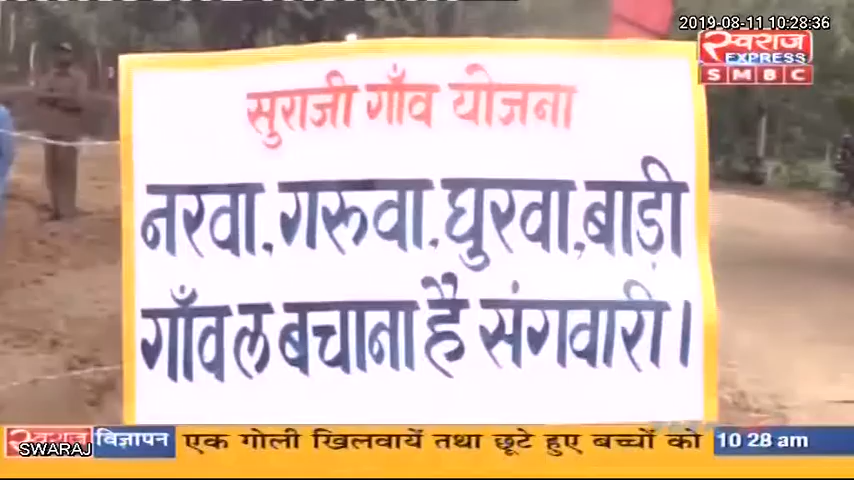 2019-08-11 10:28:36
स्वराज
EXPRESS
SMBC
सुराजी गाँव योजना
नरवा, गरूवा, घुरवा, बाड़ी
गाँव ल बचाना है संगवारी।
स्वराज विज्ञापन एक गोली खिलवायें तथा छूटे हुए बच्चों को 10:28 am
SWARAJ